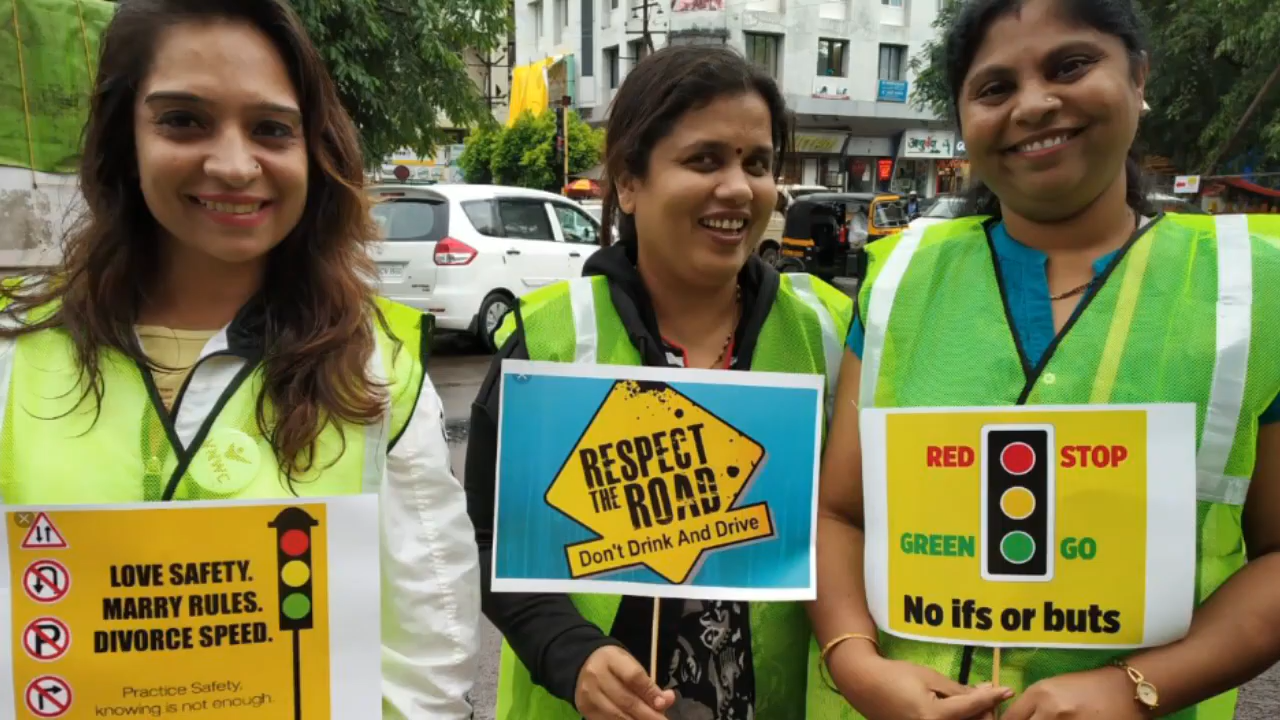 LOVE SAFETY.
MARRY RULES.
DIVORCE SPEED.
Practice Safety,
knowing is not enough.
RESPECT
THE ROAD
Don't Drink And Drive
RED STOP
GREEN GO
No ifs or buts